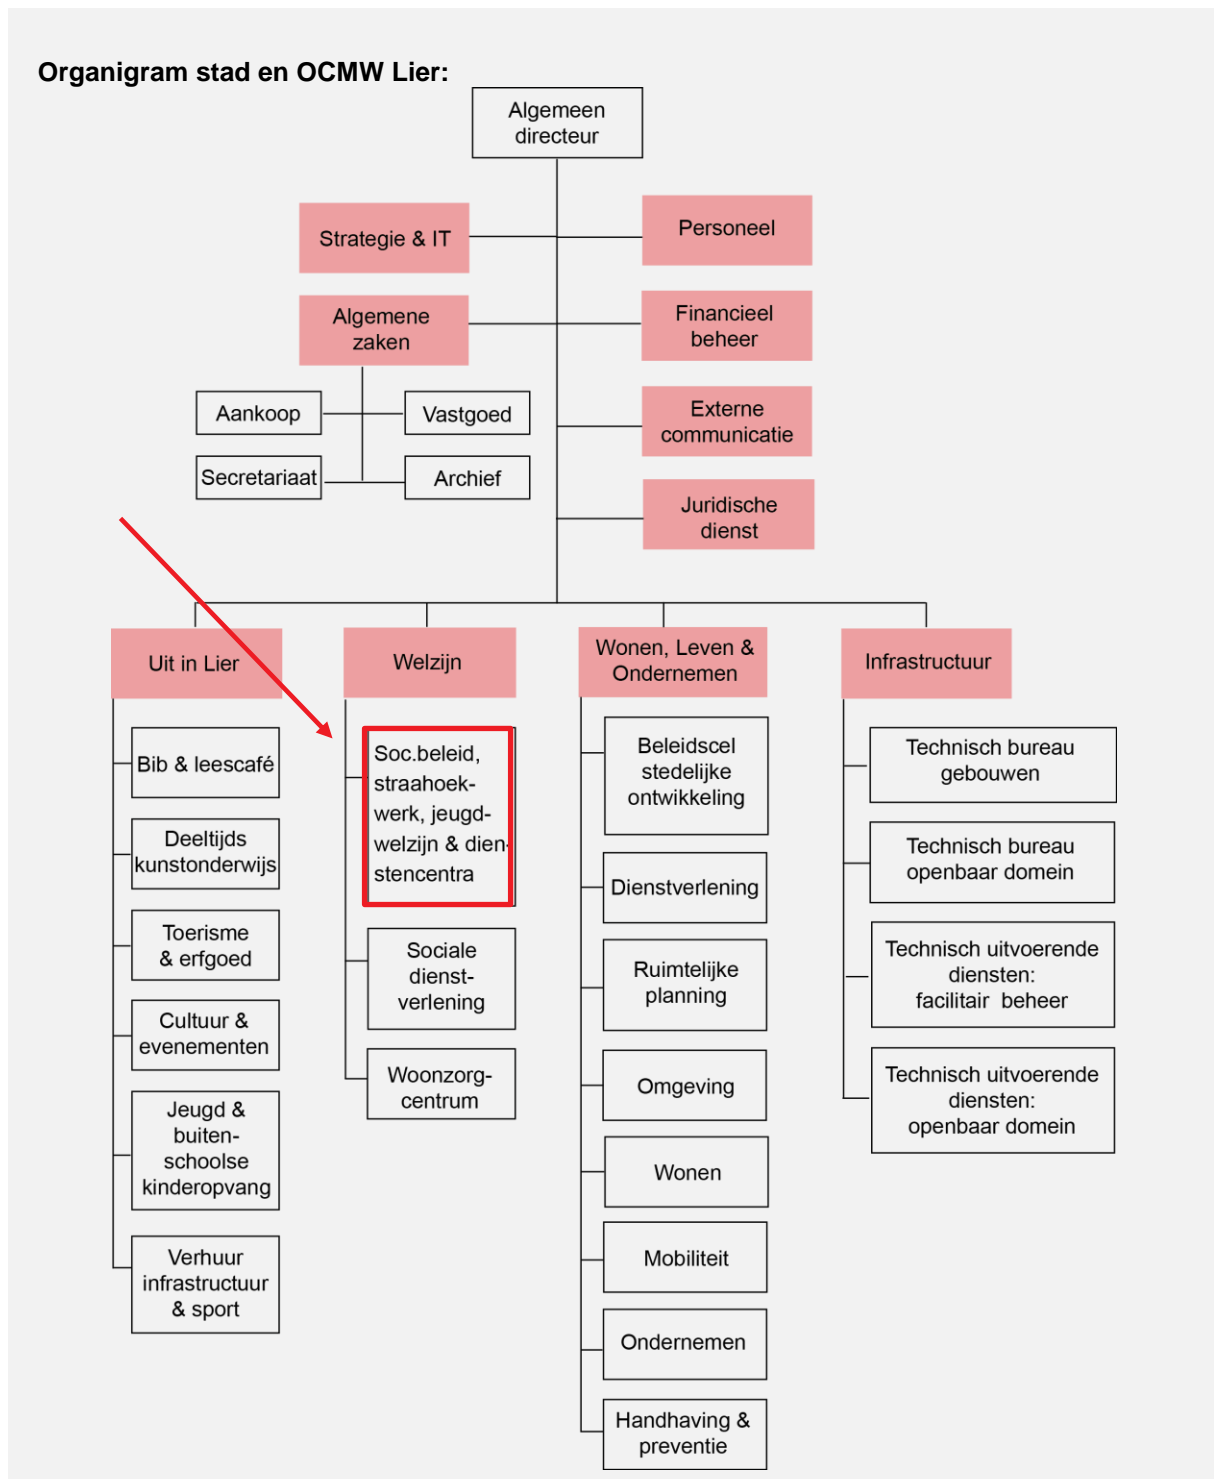 Organigram stad en OCMW Lier:
Algemeen
directeur
Strategie & IT
Personeel
Algemene
zaken
Financieel
beheer
Aankoop
Vastgoed
Externe
communicatie
Secretariaat
Archief
Juridische
dienst
Uit in Lier
Bib & leescafé
Deeltijds
kunstonderwijs
Toerisme
& erfgoed
Cultuur &
evenementen
Jeugd &
buiten-
schoolse
kinderopvang
Verhuur
infrastructuur
& sport
Welzijn
Soc.beleid,
straahoek-
werk, jeugd-
welzijn & dien-
stencentra
Sociale
dienst-
verlening
Woonzorg-
centrum
Wonen, Leven &
Ondernemen
Beleidscel
stedelijke
ontwikkeling
Dienstverlening
Ruimtelijke
planning
Omgeving
Wonen
Mobiliteit
Ondernemen
Handhaving &
preventie
Infrastructuur
Technisch bureau
gebouwen
Technisch bureau
openbaar domein
Technisch uitvoerende
diensten:
facilitair beheer
Technisch uitvoerende
diensten:
openbaar domein